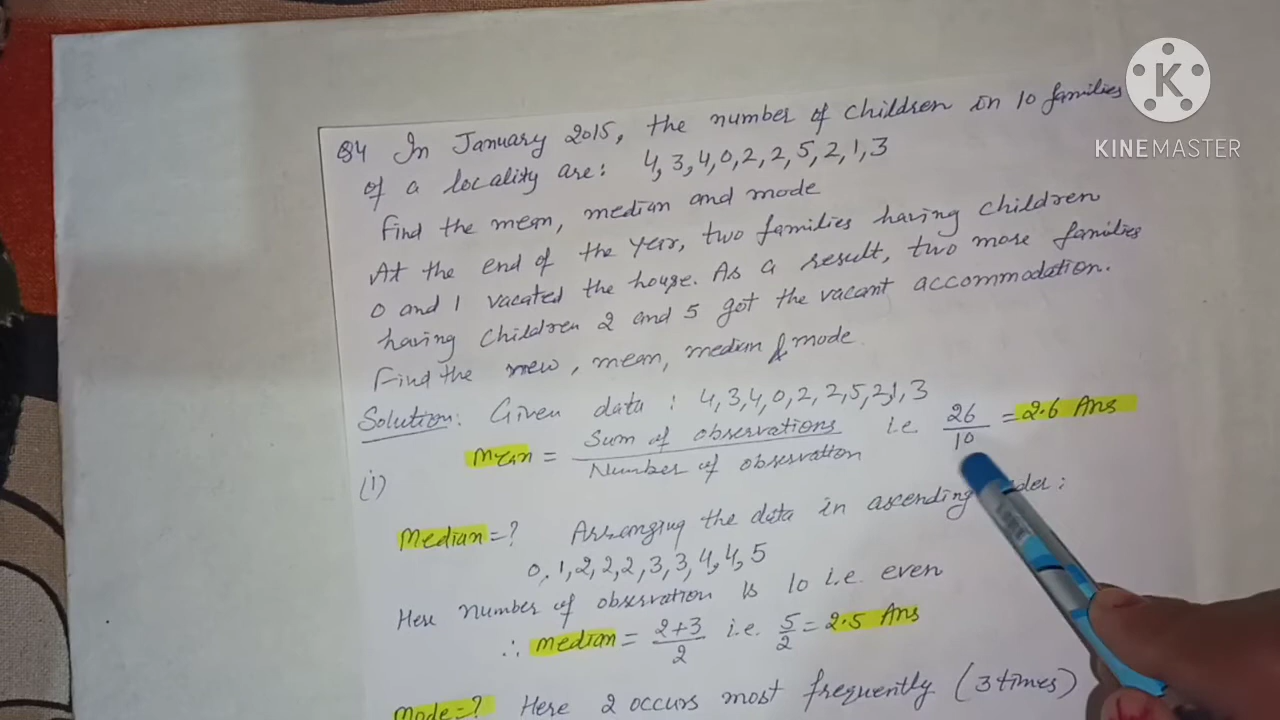 K
KINEMASTER
Q4 In January 2015, the number of children in 10 families
of a locality are: 4, 3, 4, 0, 2, 2, 5, 2, 1, 3
Find the mean, median and mode
At the end of the year, two families having children
0 and 1 vacated the house. As a result, two more families
having children 2 and 5 got the vacant accommodation.
Find the new, mean, median & mode
Solution: Given data : 4, 3, 4, 0, 2, 2, 5, 2, 1, 3
(i) Mean = Sum of observations / Number of observation i.e 26/10 = 2.6 Ans
Median = ? Arranging the data in ascending :
0, 1, 2, 2, 2, 3, 3, 4, 4, 5
Here number of observation is 10 i.e. even
∴ median = 2+3/2 i.e. 5/2 = 2.5 Ans
Mode = ? Here 2 occurs most frequently (3 times)